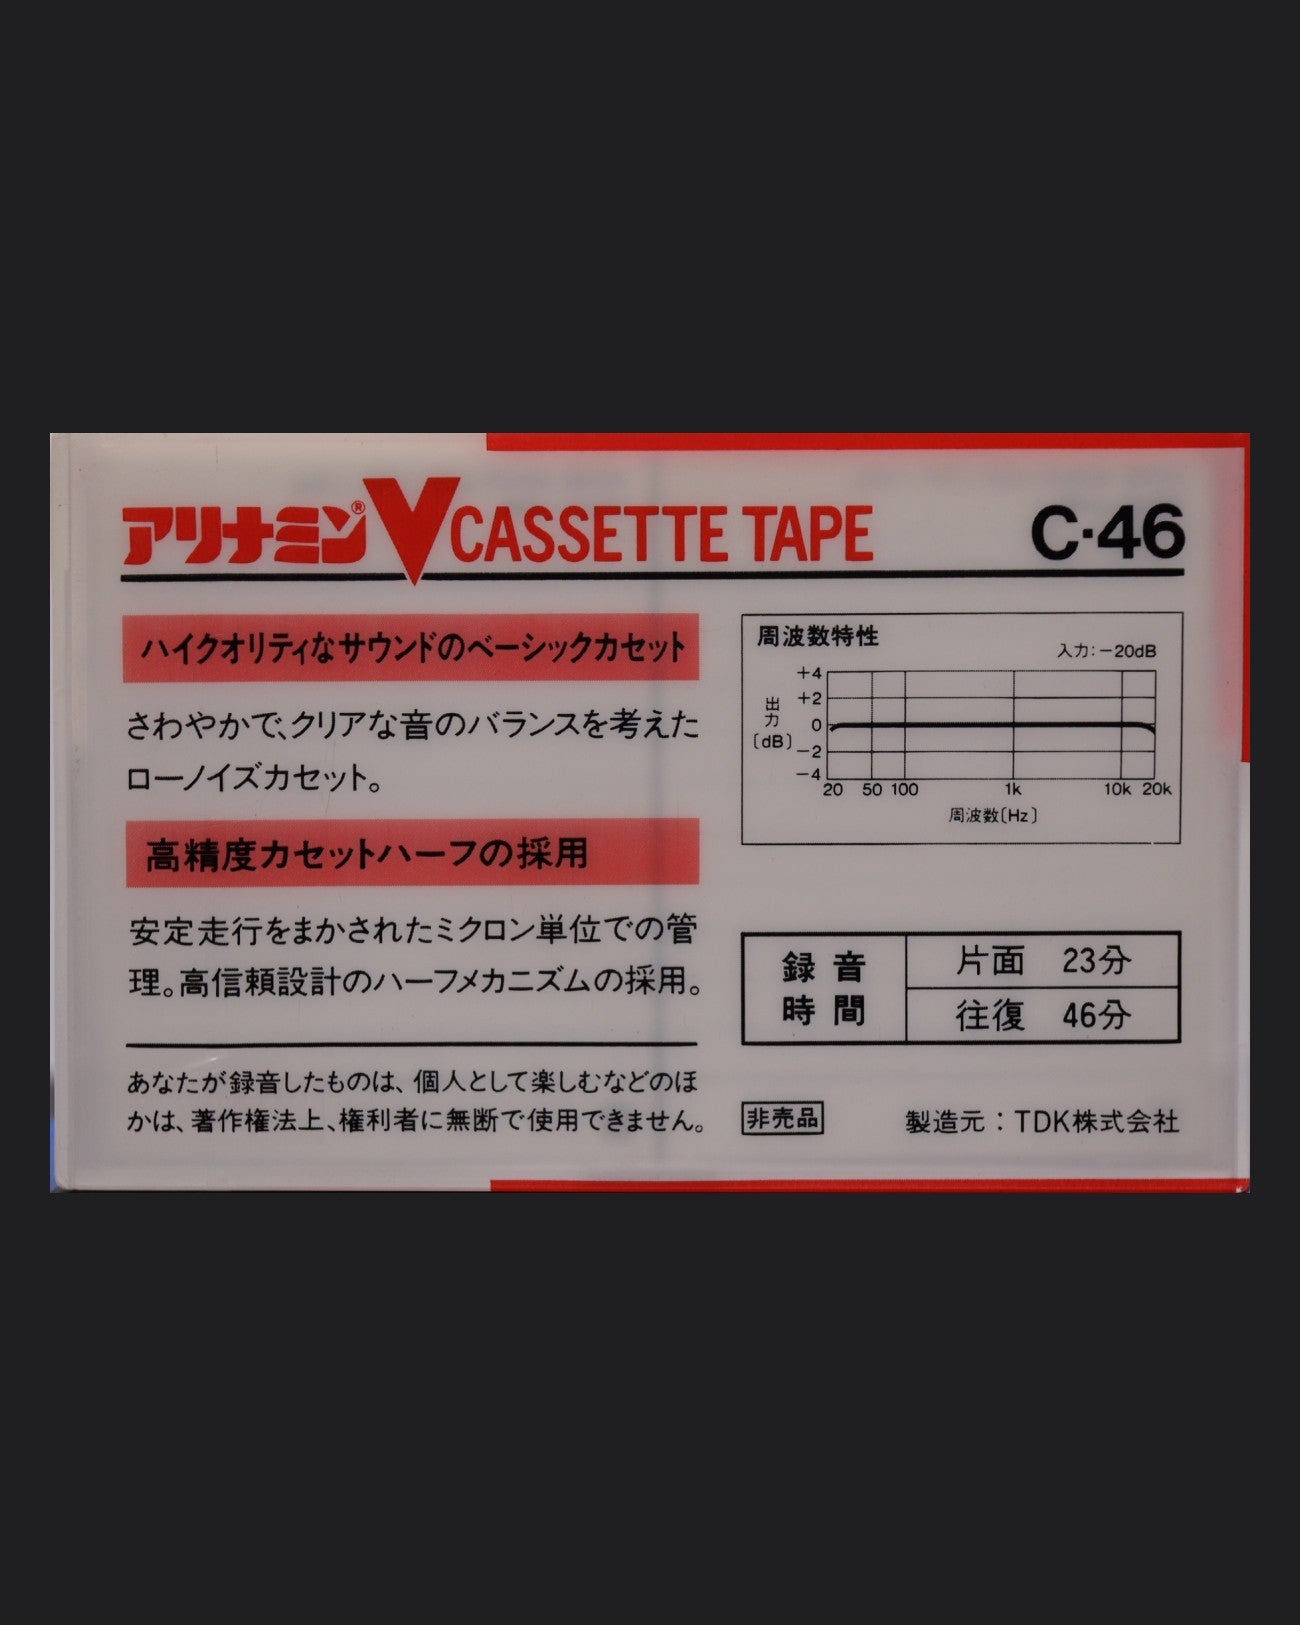 アリナミン®V CASSETTE TAPE C·46
ハイクオリティなサウンドのベーシックカセット
さわやかで、クリアな音のバランスを考えた
ローノイズカセット。
高精度カセットハーフの採用
安定走行をまかされたミクロン単位での管
理。高信頼設計のハーフメカニズムの採用。
あなたが録音したものは、個人として楽しむなどのほ
かは、著作権法上、権利者に無断で使用できません。
周波数特性
入力:−20dB
出力
〔dB〕
+4
+2
0
−2
−4
20 50 100 1k 10k 20k
周波数〔Hz〕
録音
時間
片面 23分
往復 46分
非売品
製造元:TDK株式会社